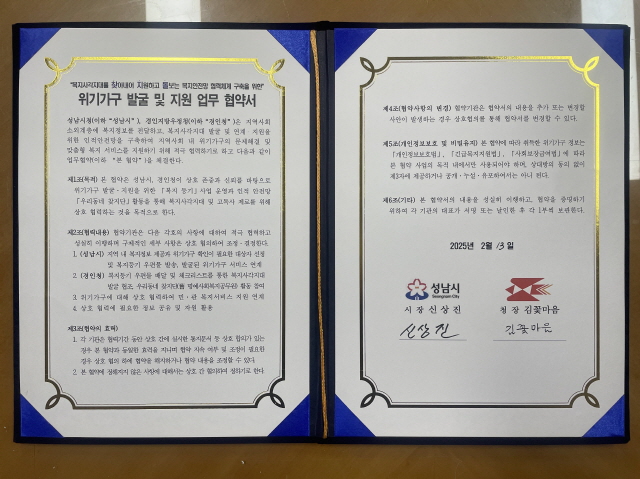 "복지사각지대를 찾아내어 지원하고 돌보는 복지안전망 협력체계 구축을 위한"
위기가구 발굴 및 지원 업무 협약서
성남시청(이하 "성남시"), 경인지방우정청(이하 "경인청")은 지역사회
소외계층에 복지정보를 전달하고, 복지사각지대 발굴 및 연계·지원을
위한 인적안전망을 구축하여 지역사회 내 위기가구의 문제해결 및
맞춤형 복지 서비스를 지원하기 위해 적극 협력하기로 하고 다음과 같이
업무협약(이하 "본 협약")을 체결한다.
제1조(목적) 본 협약은 성남시, 경인청이 상호 존중과 신뢰를 바탕으로
위기가구 발굴·지원을 위한 「복지 등기」사업 운영과 인적 안전망
「우리동네 갖지단」활동을 통해 복지사각지대 및 고독사 제로를 위해
상호 협력하는 것을 목적으로 한다.
제2조(협력내용) 협약기관은 다음 각호의 사항에 대하여 적극 협력하고
성실히 이행하며 구체적인 세부 사항은 상호 협의하여 조정·결정한다.
1. (성남시) 지역 내 복지정보 제공과 위기가구 확인이 필요한 대상자 선정
및 복지등기 우편물 발송, 발굴된 위기가구 서비스 연계
2. (경인청) 복지등기 우편물 배달 및 체크리스트를 통한 복지사각지대
발굴 협조, 우리동네 갖지단(舊 명예사회복지공무원) 활동 참여
3. 위기가구에 대해 상호 협력하여 민·관 복지서비스 지원 연계
4. 상호 협력에 필요한 정보 공유 및 자원 활용
제3조(협약의 효력)
1. 각 기관은 협력기간 동안 상호 간에 실시한 통지문서 등 상호 합의가 있는
경우 본 협약과 동일한 효력을 지니며 협약 지속 여부 및 조정이 필요한
경우 상호 협의 하에 협약을 해지하거나 협약 내용을 조정할 수 있다.
2. 본 협약에 정해지지 않은 사항에 대해서는 상호 간 협의하여 정하기로 한다.
제4조(협약사항의 변경) 협약기관은 협약서의 내용을 추가 또는 변경할
사안이 발생하는 경우 상호협의를 통해 협약서를 변경할 수 있다.
제5조(개인정보보호 및 비밀유지) 본 협약에 따라 취득한 위기가구 정보는
「개인정보보호법」, 「긴급복지지원법」, 「사회보장급여법」에 따라
본 협약 사업의 목적 내에서만 사용되어야 하며, 상대방의 동의 없이
제3자에 제공하거나 공개·누설·유포하여서는 아니 된다.
제6조(기타) 본 협약서의 내용을 성실히 이행하고, 협약을 증명하기
위하여 각 기관의 대표가 서명 또는 날인한 후 각 1부씩 보관한다.
2025년 2월 13일
성남시
Seongnam City
시장 신상진
청장 김꽃마음
신상진
김꽃마음